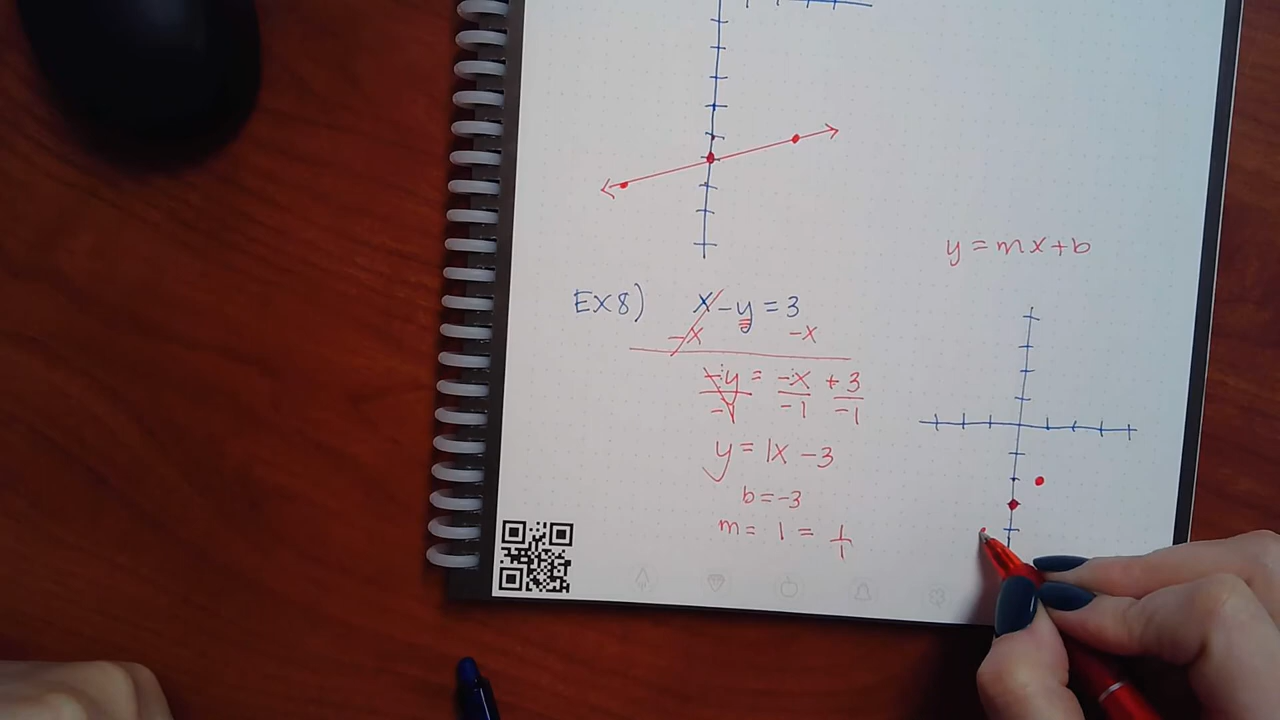 y = mx + b
Ex 8) x - y = 3
-x -x
-y = -x + 3
-1 -1 -1
y = 1x - 3
b = -3
m = 1 = 1/1